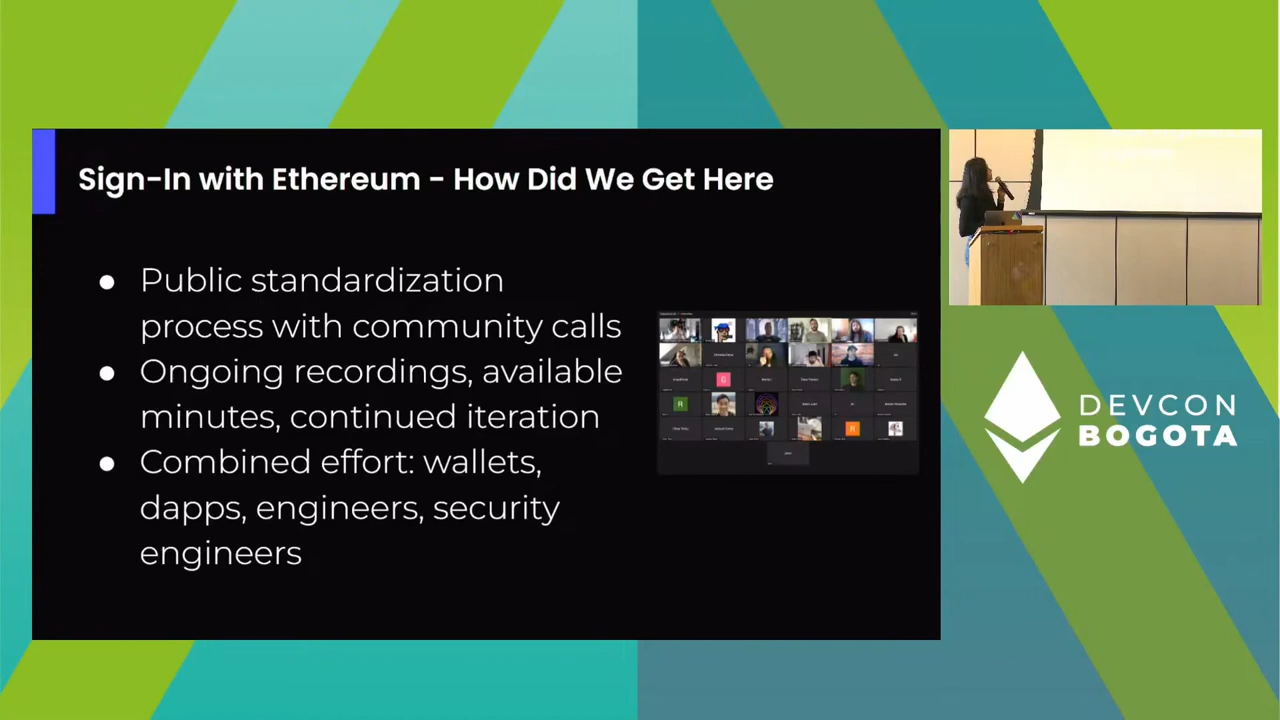 Sign-In with Ethereum - How Did We Get Here
● Public standardization
process with community calls
● Ongoing recordings, available
minutes, continued iteration
● Combined effort: wallets,
dapps, engineers, security
engineers
G
R
R
DEVCON
BOGOTA